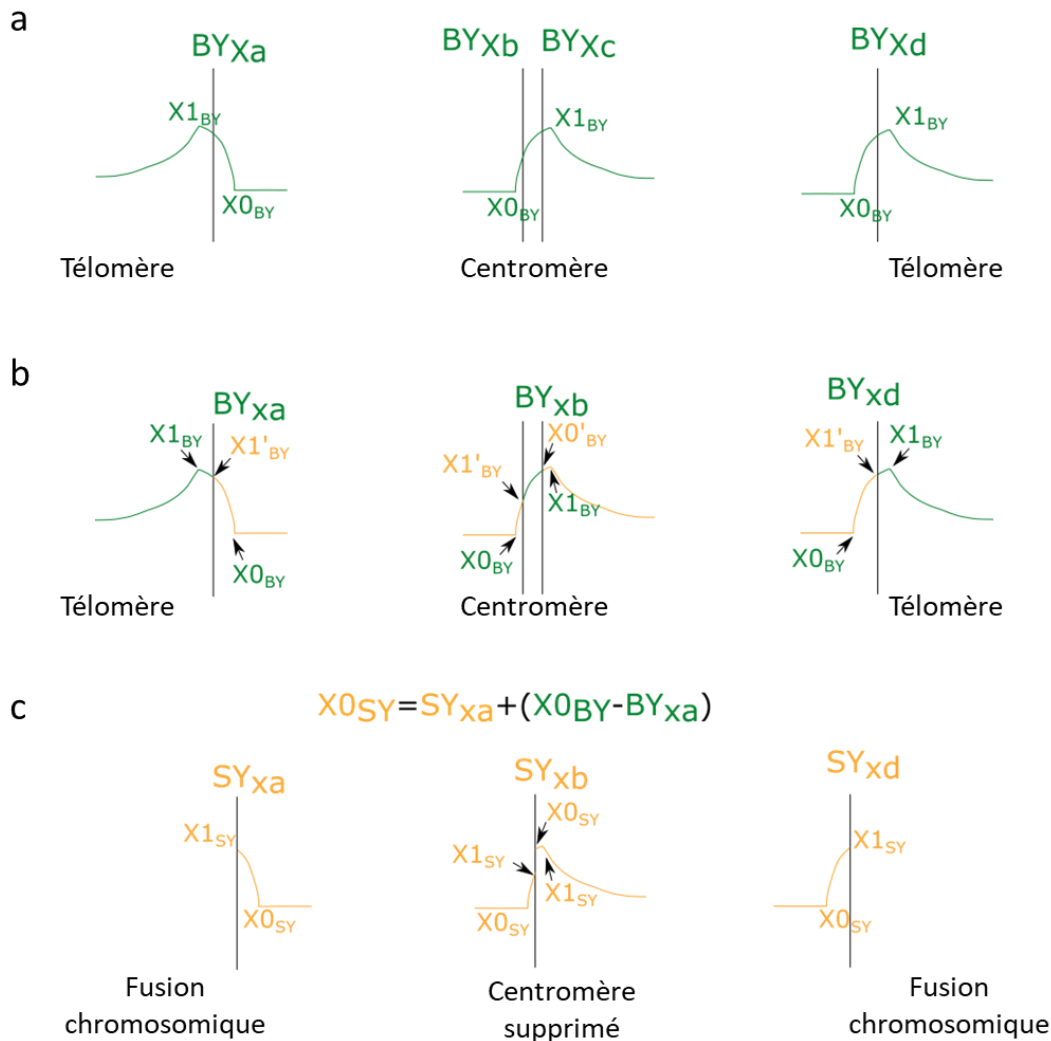 a
BYXa
BYXb BYXc
BYXd
X1BY
X0BY
X1BY
X0BY
X1BY
X0BY
Télomère
Centromère
Télomère
b
BYxa
BYxb
BYxd
X1BY
X1'BY
X0BY
X0'BY
X1'BY
X1BY
X0BY
X1'BY
X1BY
X0BY
Télomère
Centromère
Télomère
c
X0SY=SYxa+(X0BY-BYxa)
SYxa
SYxb
SYxd
X1SY
X0SY
X0SY
X1SY
X1SY
X0SY
X1SY
X0SY
Fusion
chromosomique
Centromère
supprimé
Fusion
chromosomique